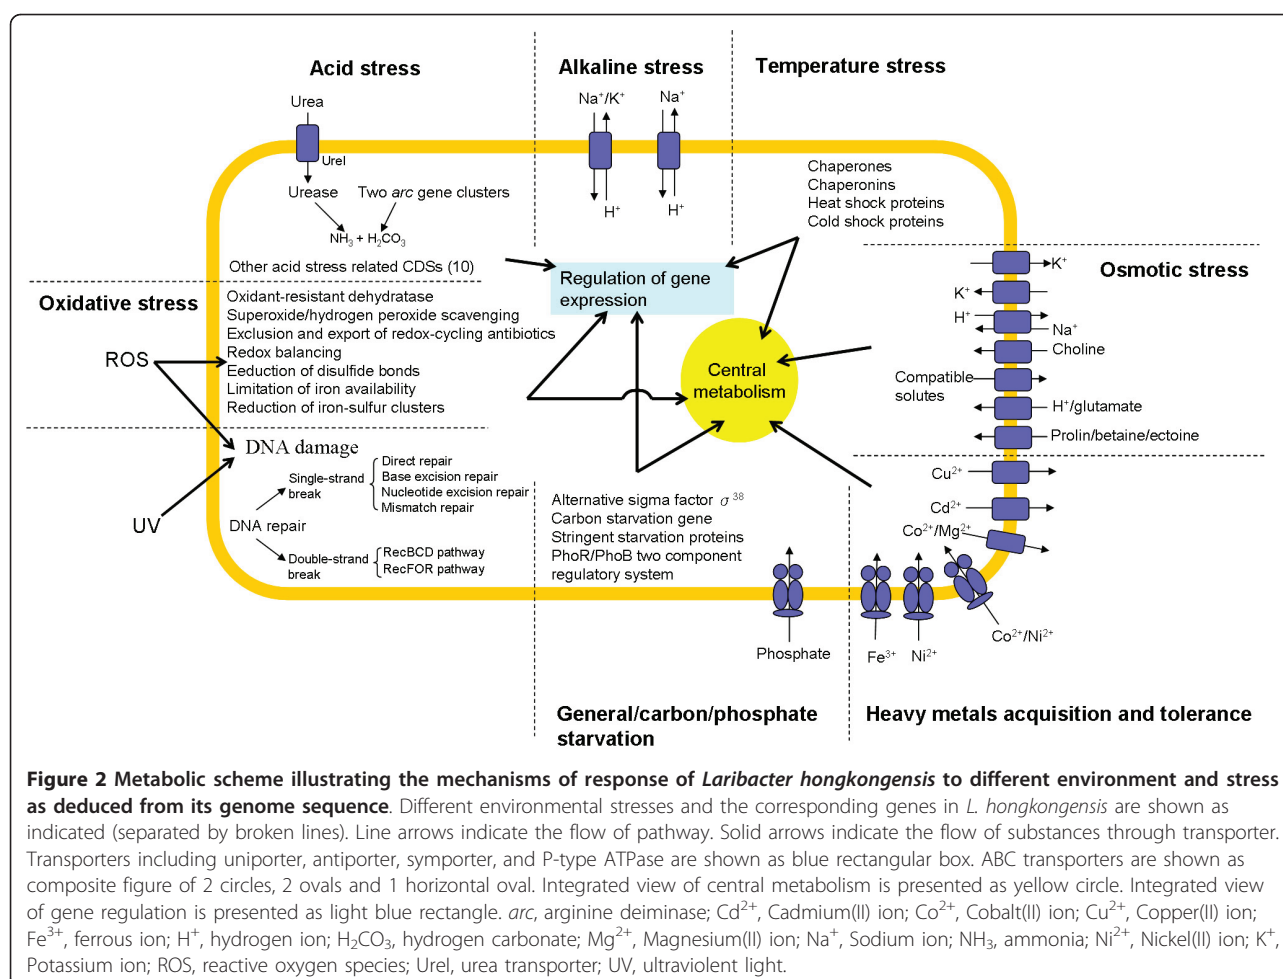 Acid stress
Alkaline stress
Temperature stress
Urea
UreI
Urease
Two arc gene clusters
NH₃ + H₂CO₃
Other acid stress related CDSs (10)
Na⁺/K⁺
Na⁺
H⁺
H⁺
Chaperones
Chaperonins
Heat shock proteins
Cold shock proteins
Oxidative stress
ROS
Oxidant-resistant dehydratase
Superoxide/hydrogen peroxide scavenging
Exclusion and export of redox-cycling antibiotics
Redox balancing
Eeduction of disulfide bonds
Limitation of iron availability
Reduction of iron-sulfur clusters
Regulation of gene
expression
Central
metabolism
Osmotic stress
K⁺
K⁺
H⁺
Na⁺
Choline
Compatible
solutes
H⁺/glutamate
Prolin/betaine/ectoine
UV
DNA damage
DNA repair
Single-strand
break
Direct repair
Base excision repair
Nucleotide excision repair
Mismatch repair
Double-strand
break
RecBCD pathway
RecFOR pathway
Alternative sigma factor σ³⁸
Carbon starvation gene
Stringent starvation proteins
PhoR/PhoB two component
regulatory system
Phosphate
Cu²⁺
Cd²⁺
Co²⁺/Mg²⁺
Fe³⁺
Ni²⁺
Co²⁺/Ni²⁺
General/carbon/phosphate
starvation
Heavy metals acquisition and tolerance
Figure 2 Metabolic scheme illustrating the mechanisms of response of Laribacter hongkongensis to different environment and stress
as deduced from its genome sequence. Different environmental stresses and the corresponding genes in L. hongkongensis are shown as
indicated (separated by broken lines). Line arrows indicate the flow of pathway. Solid arrows indicate the flow of substances through transporter.
Transporters including uniporter, antiporter, symporter, and P-type ATPase are shown as blue rectangular box. ABC transporters are shown as
composite figure of 2 circles, 2 ovals and 1 horizontal oval. Integrated view of central metabolism is presented as yellow circle. Integrated view
of gene regulation is presented as light blue rectangle. arc, arginine deiminase; Cd²⁺, Cadmium(II) ion; Co²⁺, Cobalt(II) ion; Cu²⁺, Copper(II) ion;
Fe³⁺, ferrous ion; H⁺, hydrogen ion; H₂CO₃, hydrogen carbonate; Mg²⁺, Magnesium(II) ion; Na⁺, Sodium ion; NH₃, ammonia; Ni²⁺, Nickel(II) ion; K⁺,
Potassium ion; ROS, reactive oxygen species; UreI, urea transporter; UV, ultraviolent light.